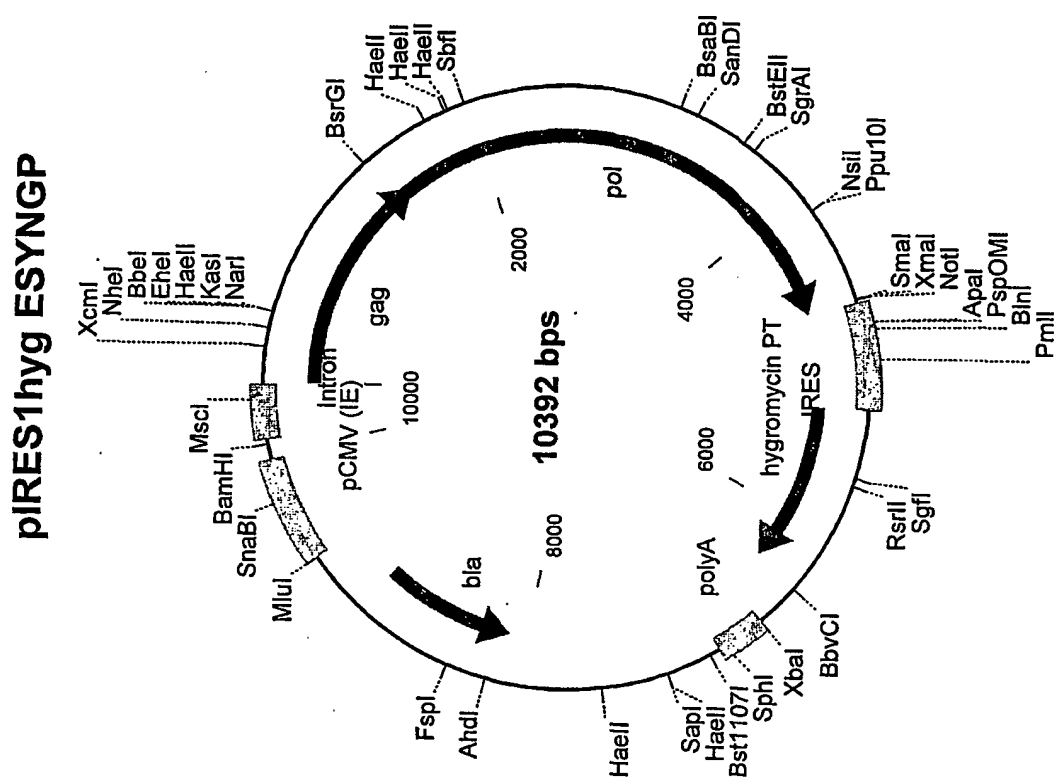 pIRES1hyg ESYNGP
XcmI
NheI
BbeI
EheI
HaeII
KasI
NarI
BsrGI
HaeII
HaeII
HaeII
SbfI
BsaBI
SanDI
BstEII
SgrAI
NsiI
Ppu10I
SmaI
XmaI
NotI
ApaI
PspOMI
BlnI
PmlI
RsrII
SgfI
BbvCI
XbaI
SphI
Bst1107I
HaeII
SapI
HaeII
AhdI
FspI
MluI
SnaBI
BamHI
MscI
gag
pol
Intron
pCMV (IE)
10000
2000
4000
10392 bps
6000
8000
hygromycin PT
IRES
polyA
bla